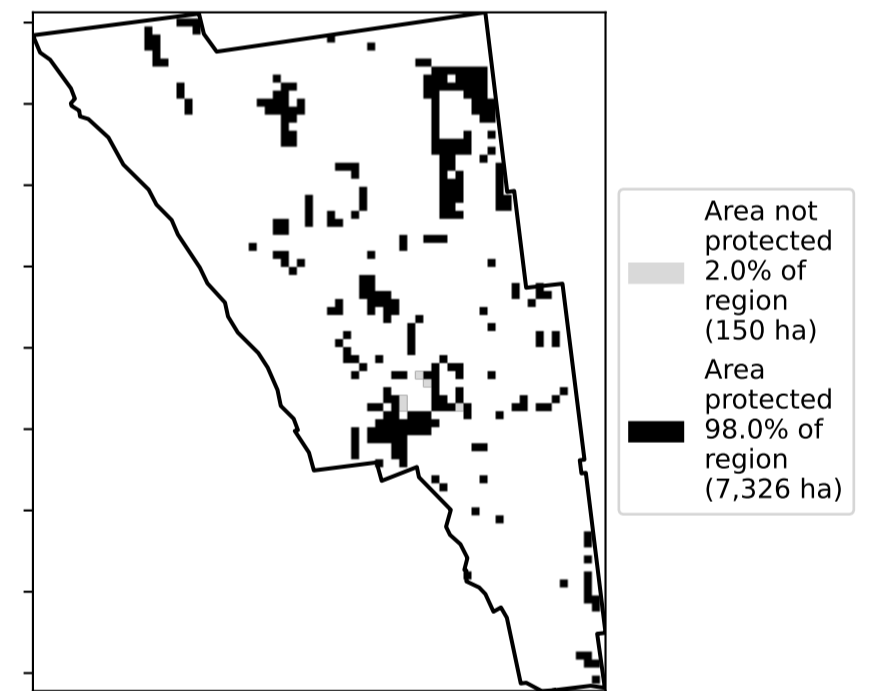 Area not
protected
2.0% of
region
(150 ha)
Area
protected
98.0% of
region
(7,326 ha)